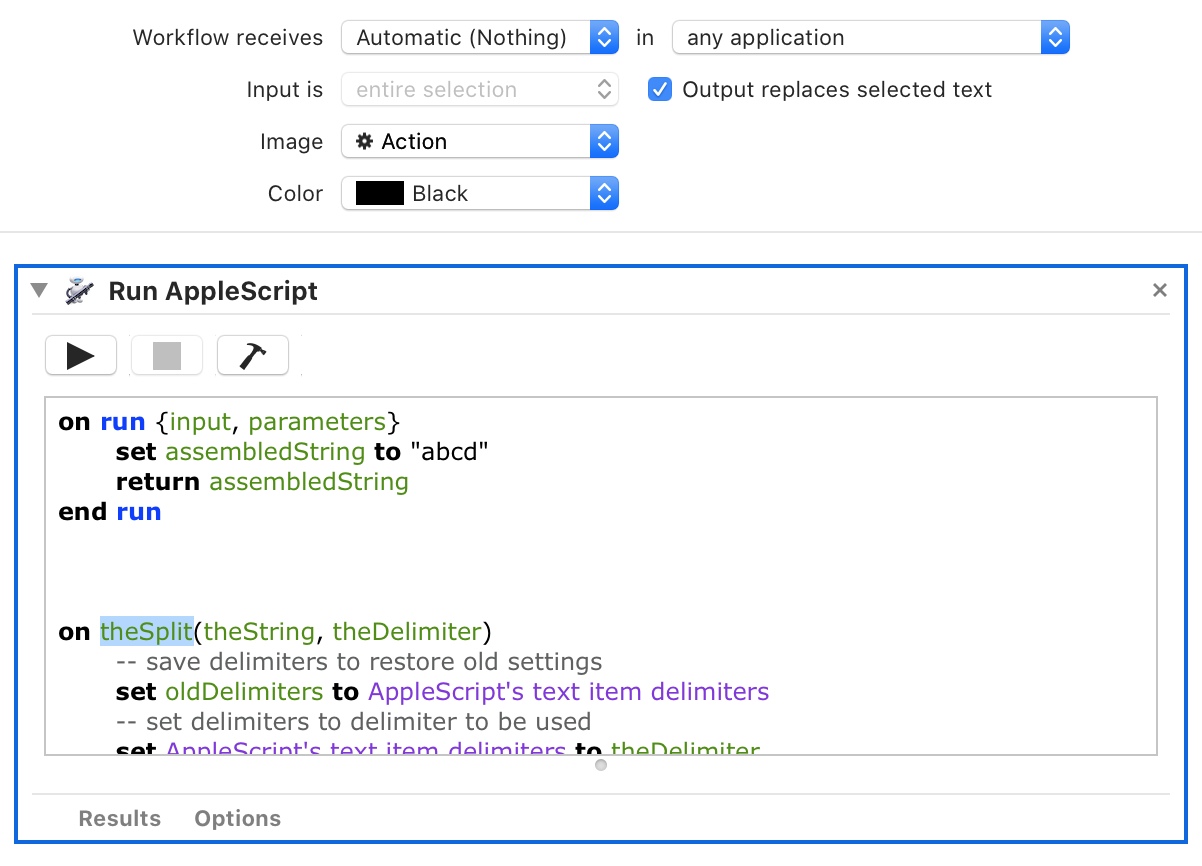 Workflow receives Automatic (Nothing) in any application
Input is entire selection Output replaces selected text
Image Action
Color Black
Run AppleScript
on run {input, parameters}
set assembledString to "abcd"
return assembledString
end run
on theSplit(theString, theDelimiter)
-- save delimiters to restore old settings
set oldDelimiters to AppleScript's text item delimiters
-- set delimiters to delimiter to be used
set AppleScript's text item delimiters to theDelimiter
Results Options